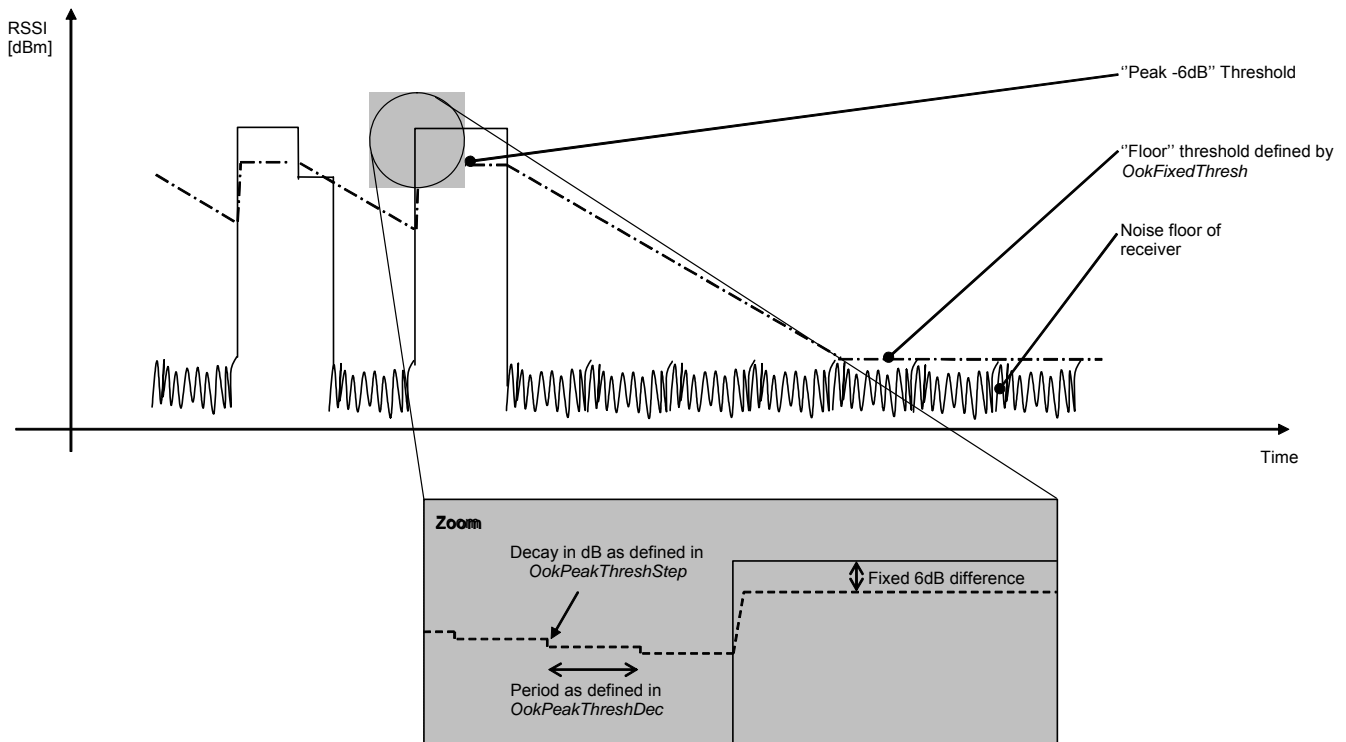 RSSI
[dBm]
‘’Peak -6dB’’ Threshold
‘’Floor’’ threshold defined by
OokFixedThresh
Noise floor of
receiver
Time
Zoom
Decay in dB as defined in
OokPeakThreshStep
Fixed 6dB difference
Period as defined in
OokPeakThreshDec